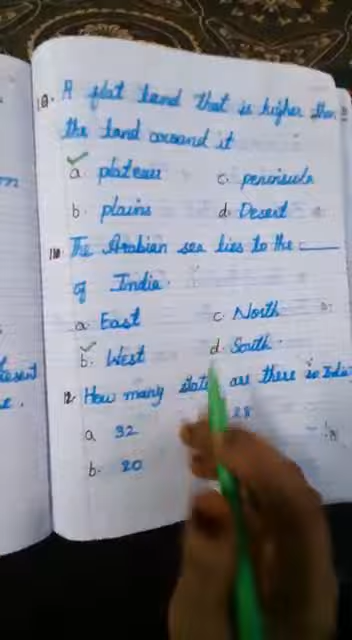 10. A flat land that is higher than
the land around it
a plateau c. peninsula
b. plains d. Desert
11. The Arabian sea lies to the ____
of India.
a. East c. North
b. West d. South.
12. How many state are there in India
a. 32 28
b. 20